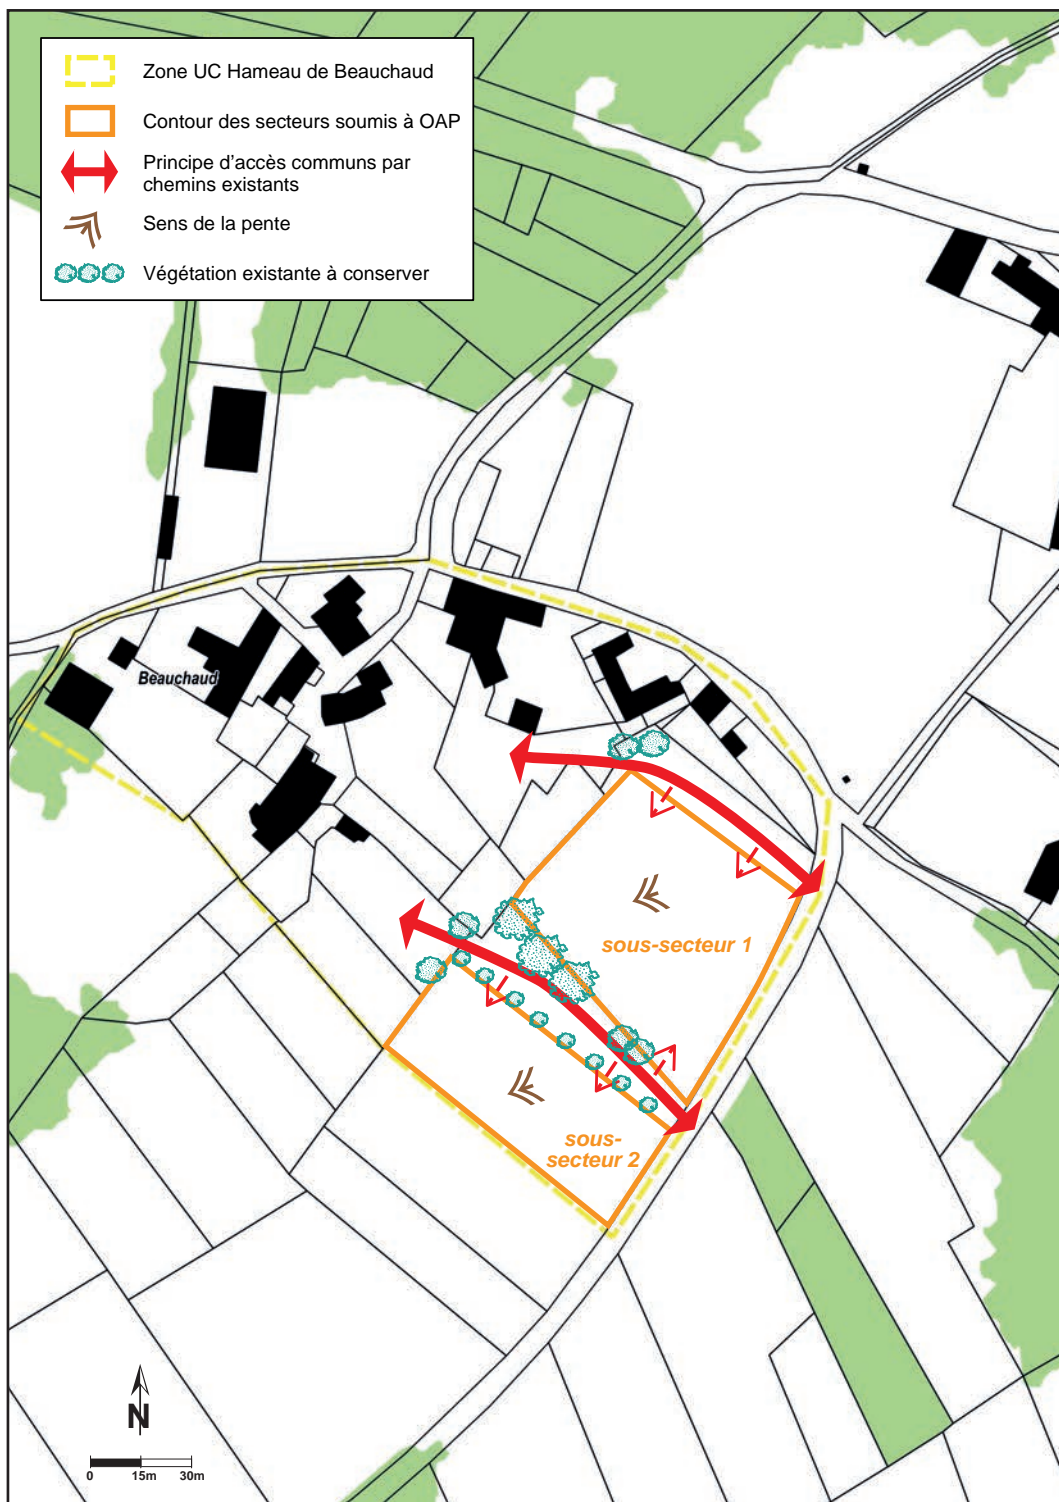 Zone UC Hameau de Beauchaud
Contour des secteurs soumis à OAP
Principe d'accès communs par
chemins existants
Sens de la pente
Végétation existante à conserver
Beauchaud
sous-secteur 1
sous-
secteur 2
N
0 15m 30m